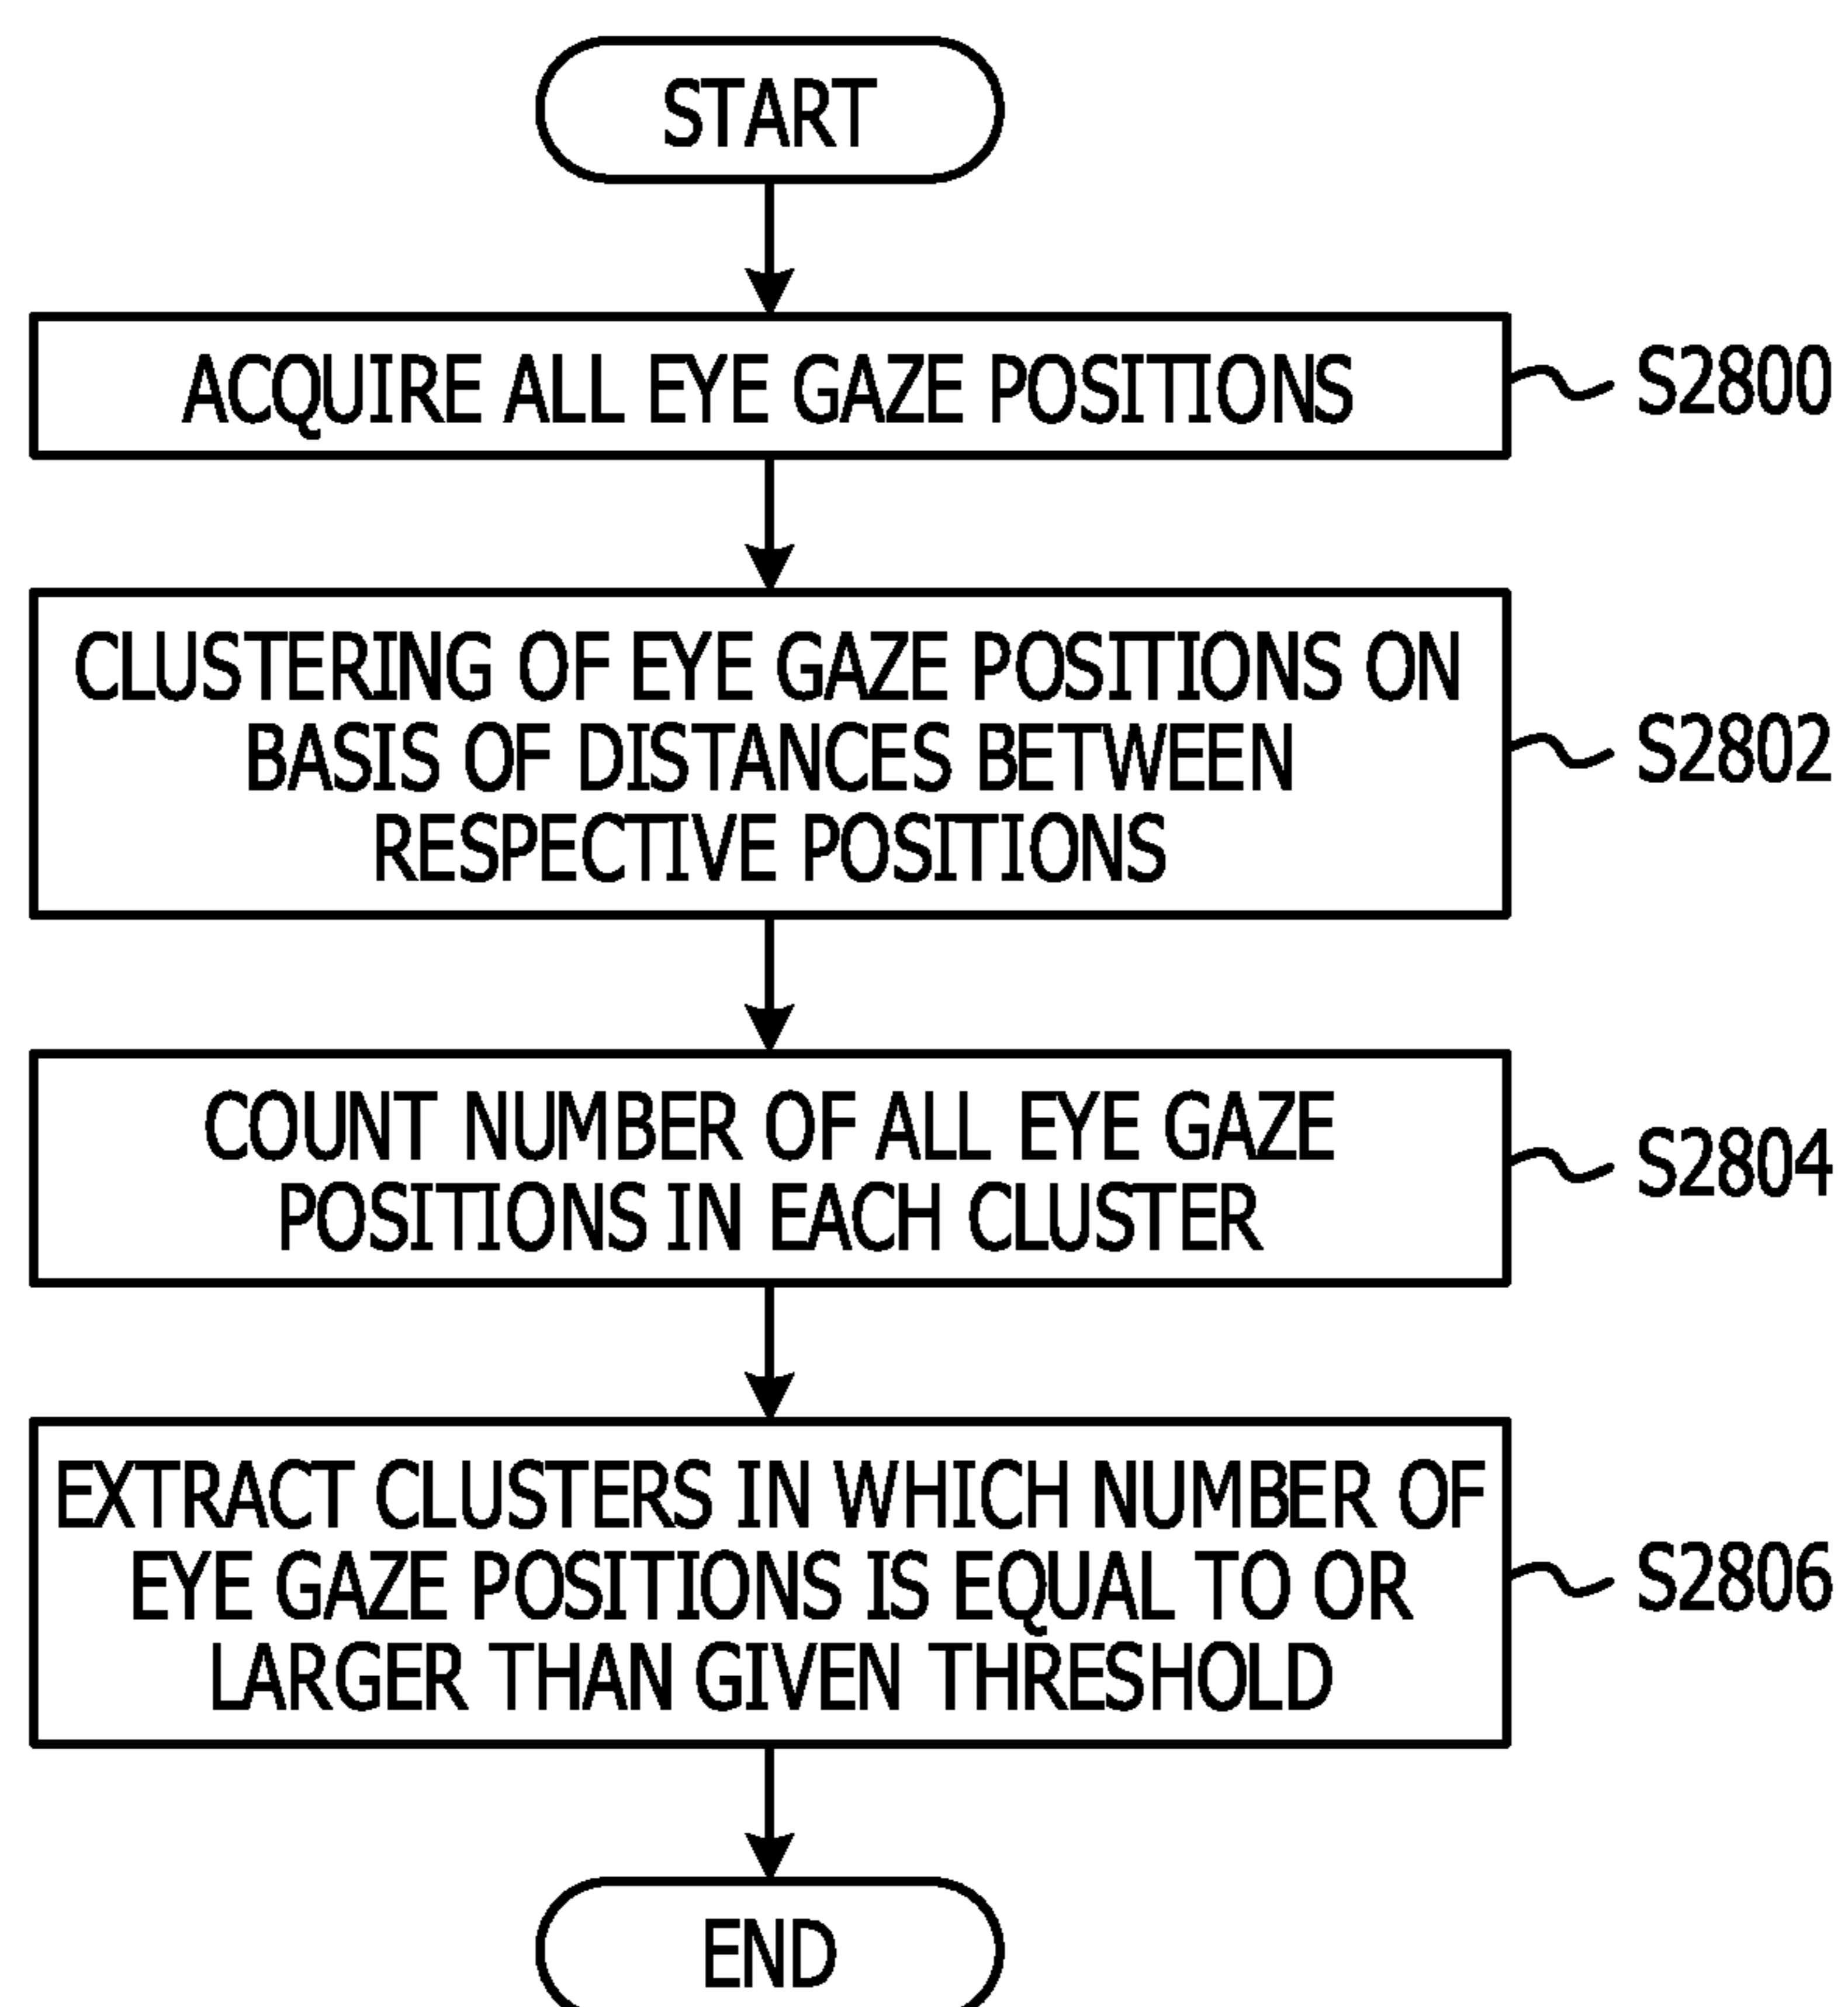 START
ACQUIRE ALL EYE GAZE POSITIONS
S2800
CLUSTERING OF EYE GAZE POSITIONS ON
BASIS OF DISTANCES BETWEEN
RESPECTIVE POSITIONS
S2802
COUNT NUMBER OF ALL EYE GAZE
POSITIONS IN EACH CLUSTER
S2804
EXTRACT CLUSTERS IN WHICH NUMBER OF
EYE GAZE POSITIONS IS EQUAL TO OR
LARGER THAN GIVEN THRESHOLD
S2806
END